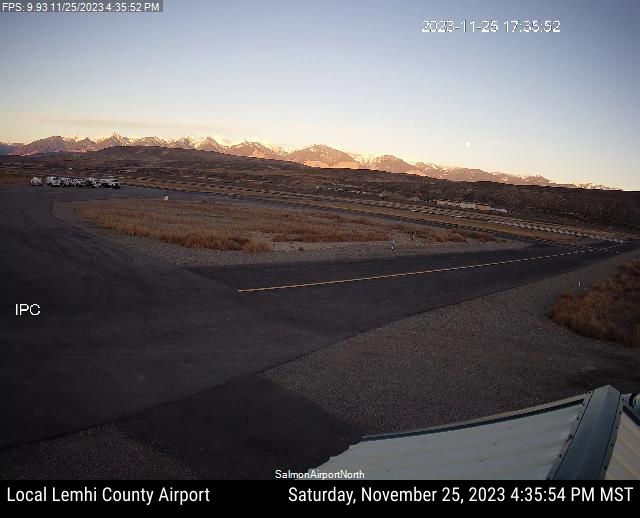 FPS: 9.93 11/25/2023 4:35:52 PM
2023-11-25 17:35:52
IPC
SalmonAirportNorth
Local Lemhi County Airport
Saturday, November 25, 2023 4:35:54 PM MST